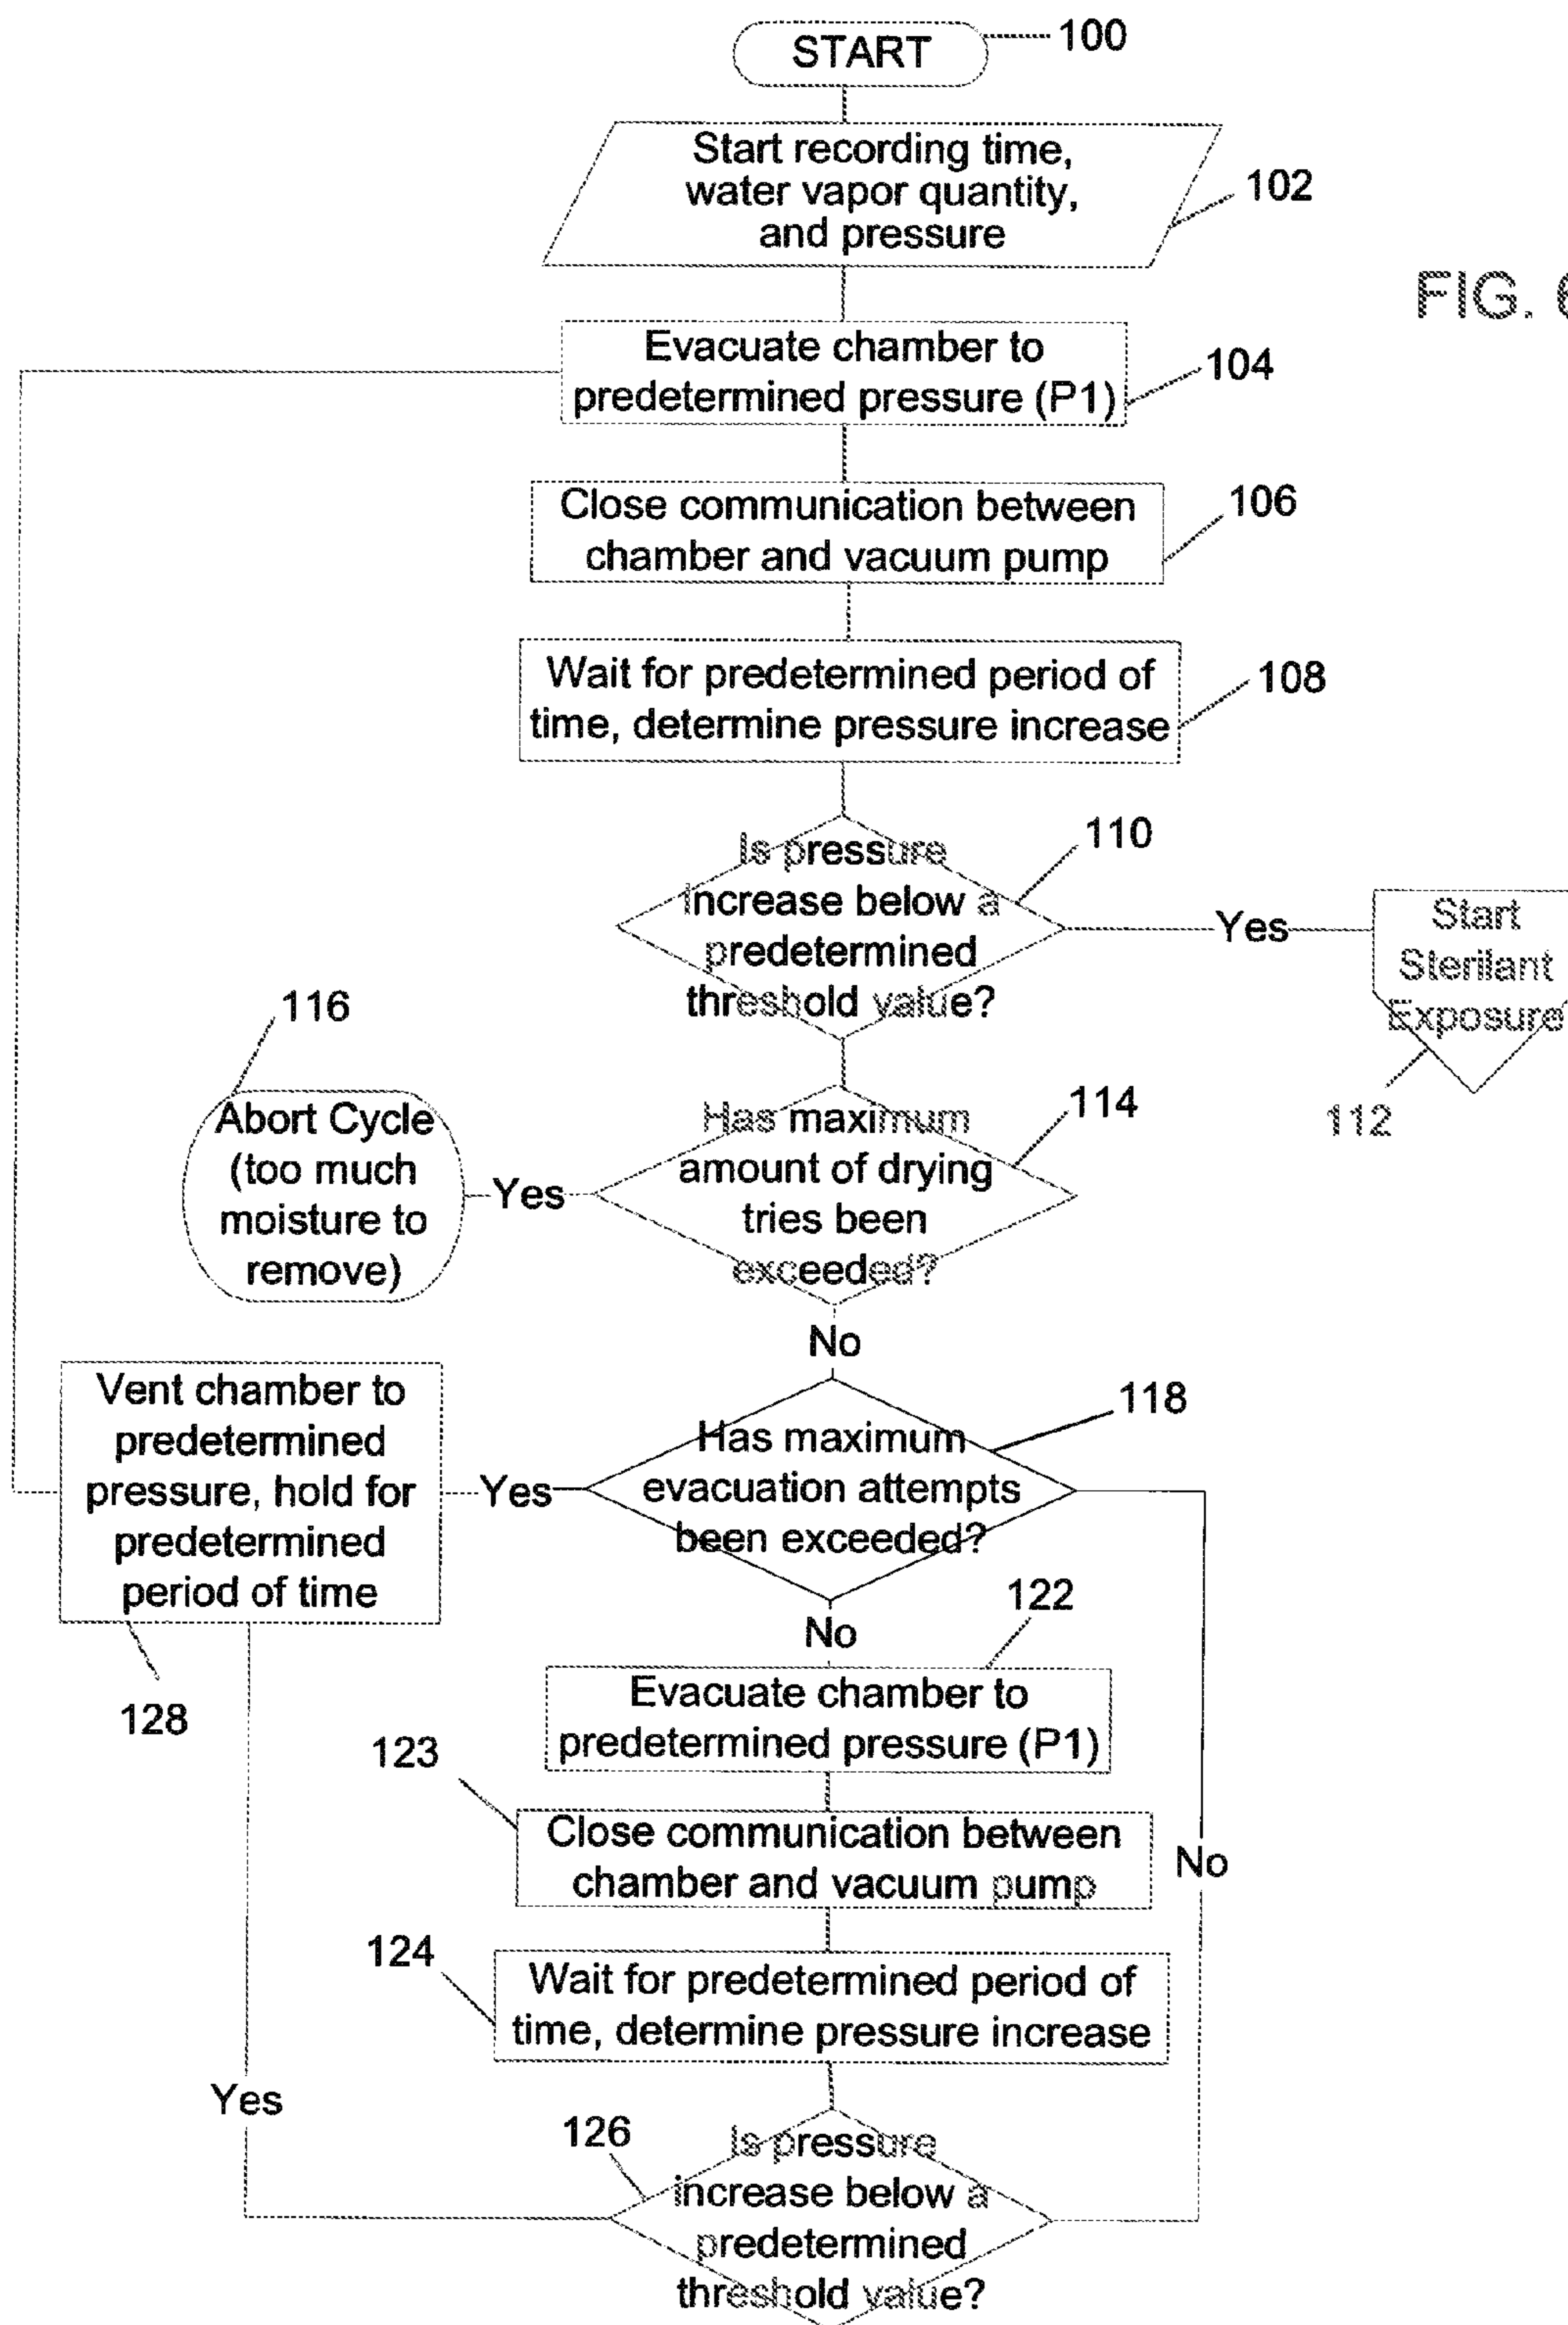 START
100
Start recording time,
water vapor quantity,
and pressure
102
FIG. 6
Evacuate chamber to
predetermined pressure (P1)
104
Close communication between
chamber and vacuum pump
106
Wait for predetermined period of
time, determine pressure increase
108
Is pressure
increase below a
predetermined
threshold value?
110
Yes
Start
Sterilant
Exposure
112
116
Abort Cycle
(too much
moisture to
remove)
Yes
Has maximum
amount of drying
tries been
exceeded?
114
No
Vent chamber to
predetermined
pressure, hold for
predetermined
period of time
128
Yes
Has maximum
evacuation attempts
been exceeded?
118
No
122
Evacuate chamber to
predetermined pressure (P1)
123
Close communication between
chamber and vacuum pump
No
124
Wait for predetermined period of
time, determine pressure increase
Yes
126
Is pressure
increase below a
predetermined
threshold value?